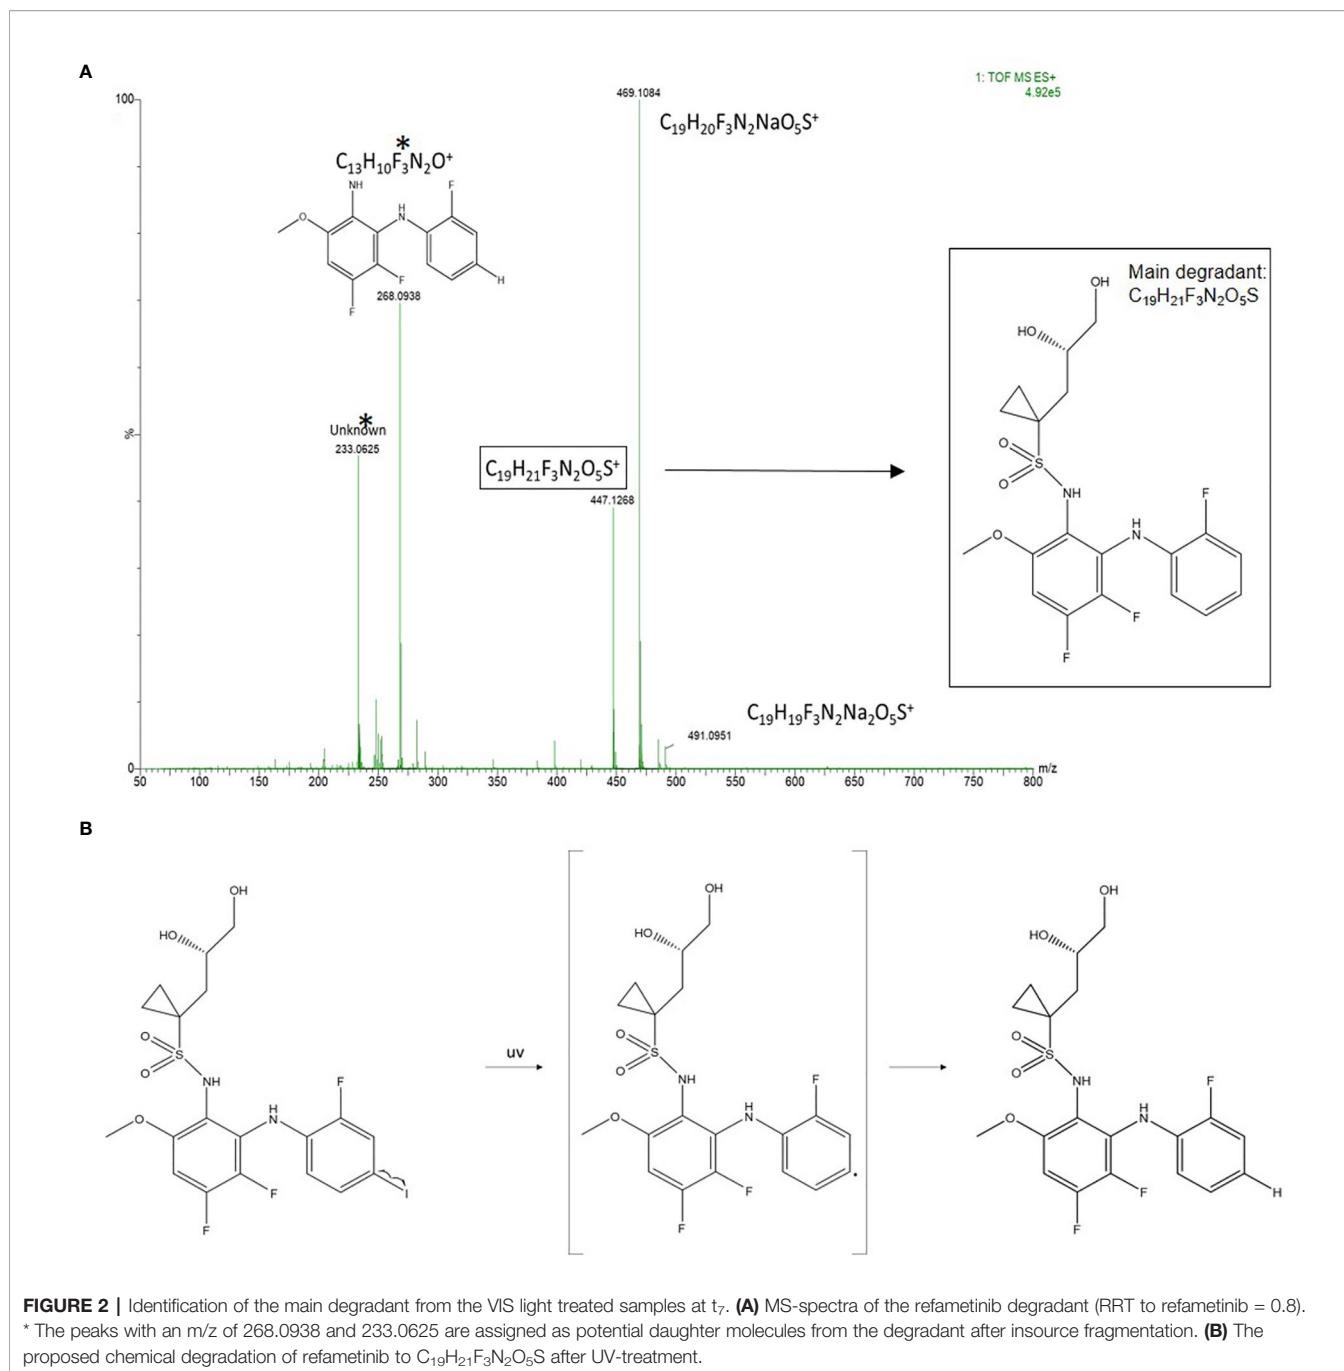 A
1: TOF MS ES+
4.92e5
100
469.1084
C19H20F3N2NaO5S+
*
C13H10F3N2O+
NH
F
O
H
N
F
H
F
268.0938
Main degradant:
C19H21F3N2O5S
OH
HO
O
S
O
NH
F
O
H
N
F
F
%
*
Unknown
233.0625
C19H21F3N2O5S+
447.1268
C19H19F3N2Na2O5S+
491.0951
0
50 100 150 200 250 300 350 400 450 500 550 600 650 700 750 800
m/z
B
OH
HO
O
S
O
NH
F
O
H
N
F
I
F
uv
OH
HO
O
S
O
NH
F
O
H
N
F
F
OH
HO
O
S
O
NH
F
O
H
N
F
H
F
FIGURE 2 | Identification of the main degradant from the VIS light treated samples at t7. (A) MS-spectra of the refametinib degradant (RRT to refametinib = 0.8).
* The peaks with an m/z of 268.0938 and 233.0625 are assigned as potential daughter molecules from the degradant after insource fragmentation. (B) The
proposed chemical degradation of refametinib to C19H21F3N2O5S after UV-treatment.